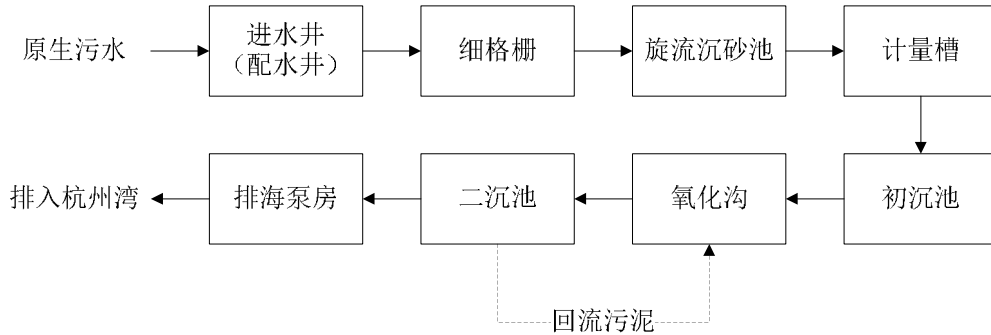 原生污水
进水井
（配水井）
细格栅
旋流沉砂池
计量槽
排入杭州湾
排海泵房
二沉池
氧化沟
初沉池
回流污泥